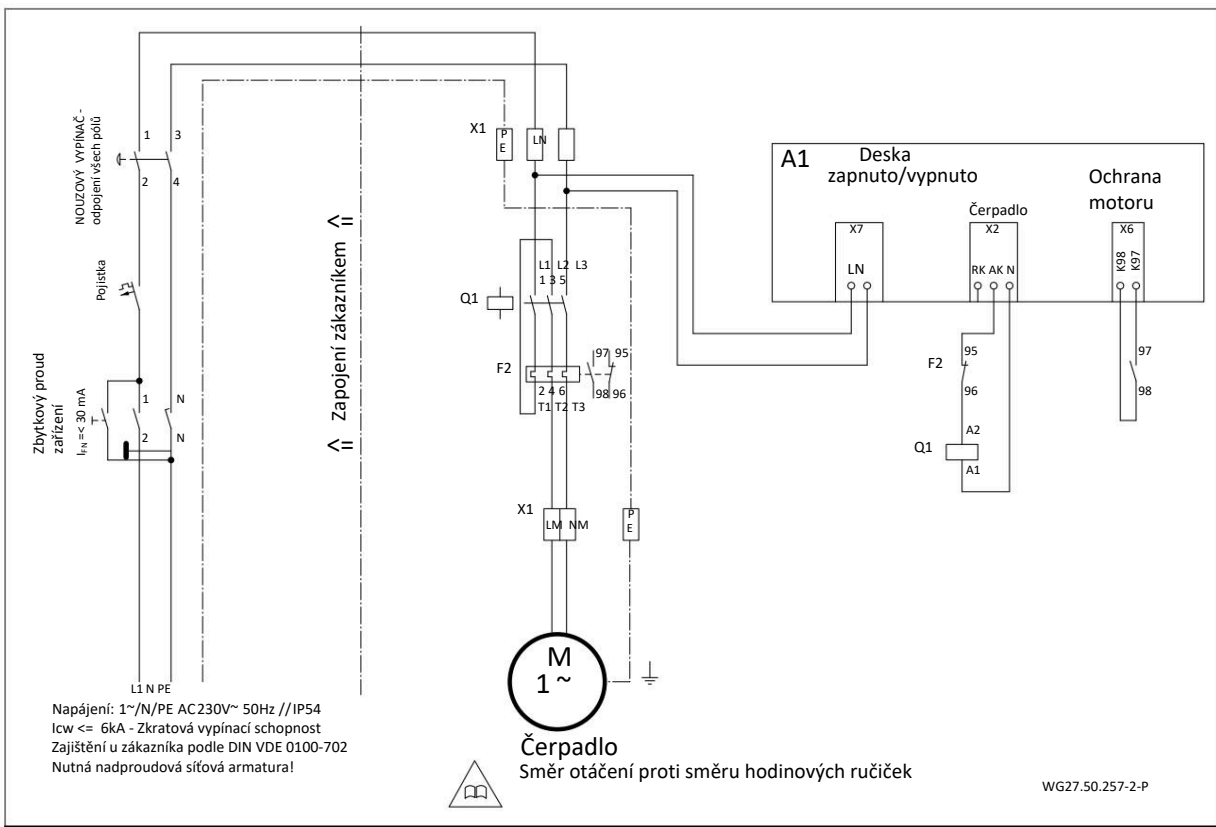 NOUZOVÝ VYPÍNAČ -
odpojení všech pólů
1 3
2 4
Pojistka
Zbytkový proud
zařízení
I_FN =< 30 mA
1 N
2 N
<= Zapojení zákazníkem <=
X1
P
E
LN
L1 L2 L3
1 3 5
Q1
F2
97 95
98 96
2 4 6
T1 T2 T3
X1
LM NM
P
E
M
1 ~
Čerpadlo
Směr otáčení proti směru hodinových ručiček
A1
Deska
zapnuto/vypnuto
Ochrana
motoru
X7
LN
Čerpadlo
X2
RK AK N
X6
K98
K97
F2
95
96
Q1
A2
A1
97
98
L1 N PE
Napájení: 1~/N/PE AC230V~ 50Hz //IP54
Icw <= 6kA - Zkratová vypínací schopnost
Zajištění u zákazníka podle DIN VDE 0100-702
Nutná nadproudová síťová armatura!
WG27.50.257-2-P